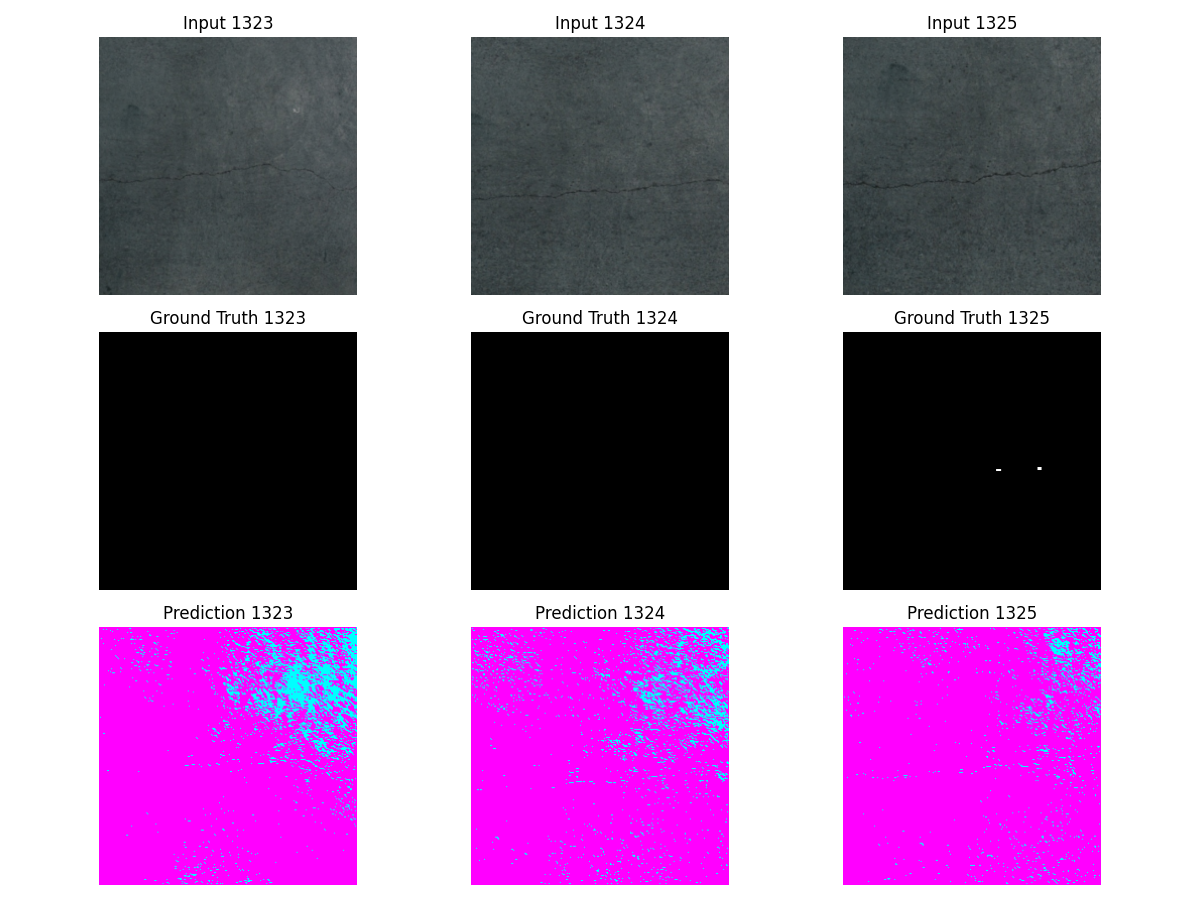 Input 1323
Input 1324
Input 1325
Ground Truth 1323
Ground Truth 1324
Ground Truth 1325
Prediction 1323
Prediction 1324
Prediction 1325